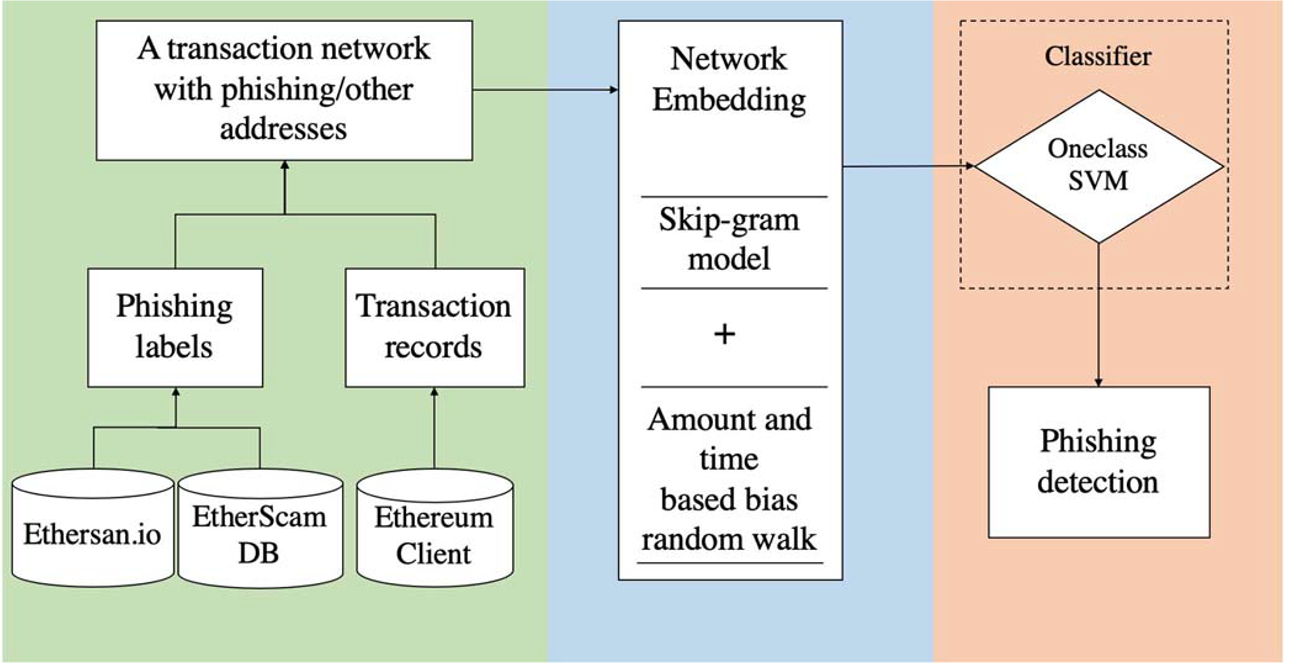 A transaction network
with phishing/other
addresses
Phishing
labels
Transaction
records
Ethersan.io
EtherScam
DB
Ethereum
Client
Network
Embedding
Skip-gram
model
+
Amount and
time
based bias
random walk
Classifier
Oneclass
SVM
Phishing
detection